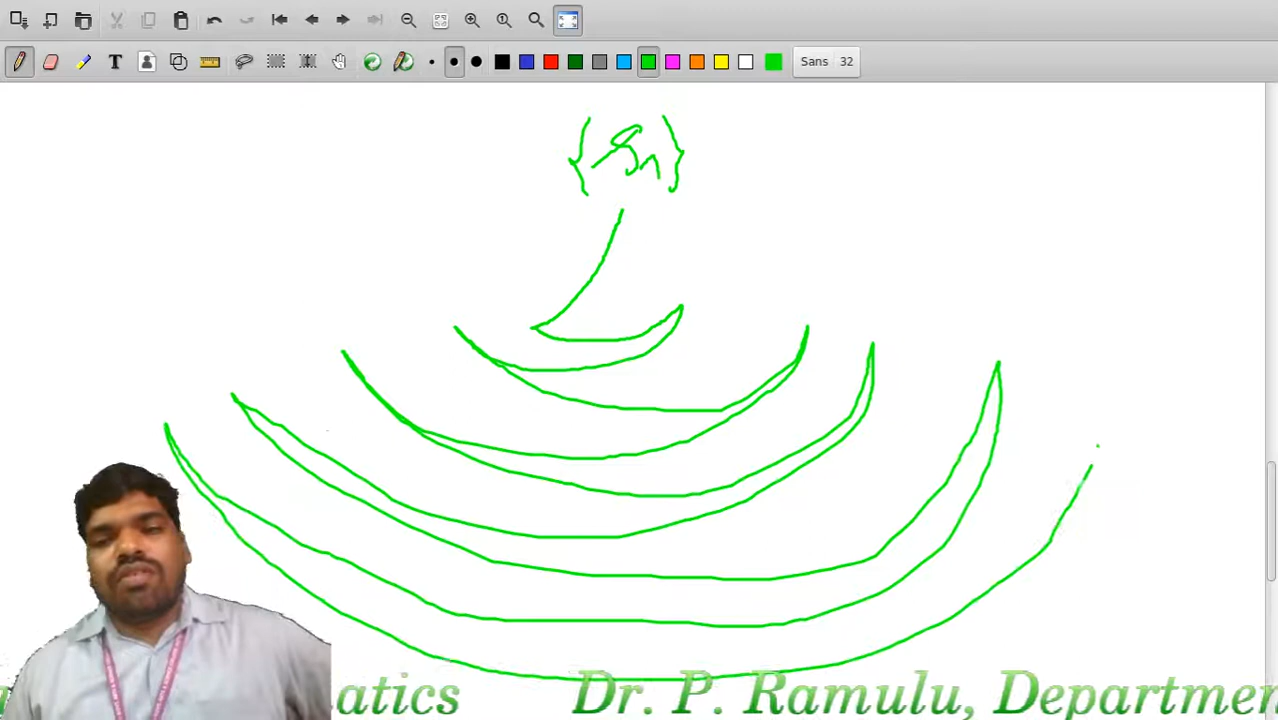 Sans 32
T
{Sn}
atics Dr. P. Ramulu, Departmen